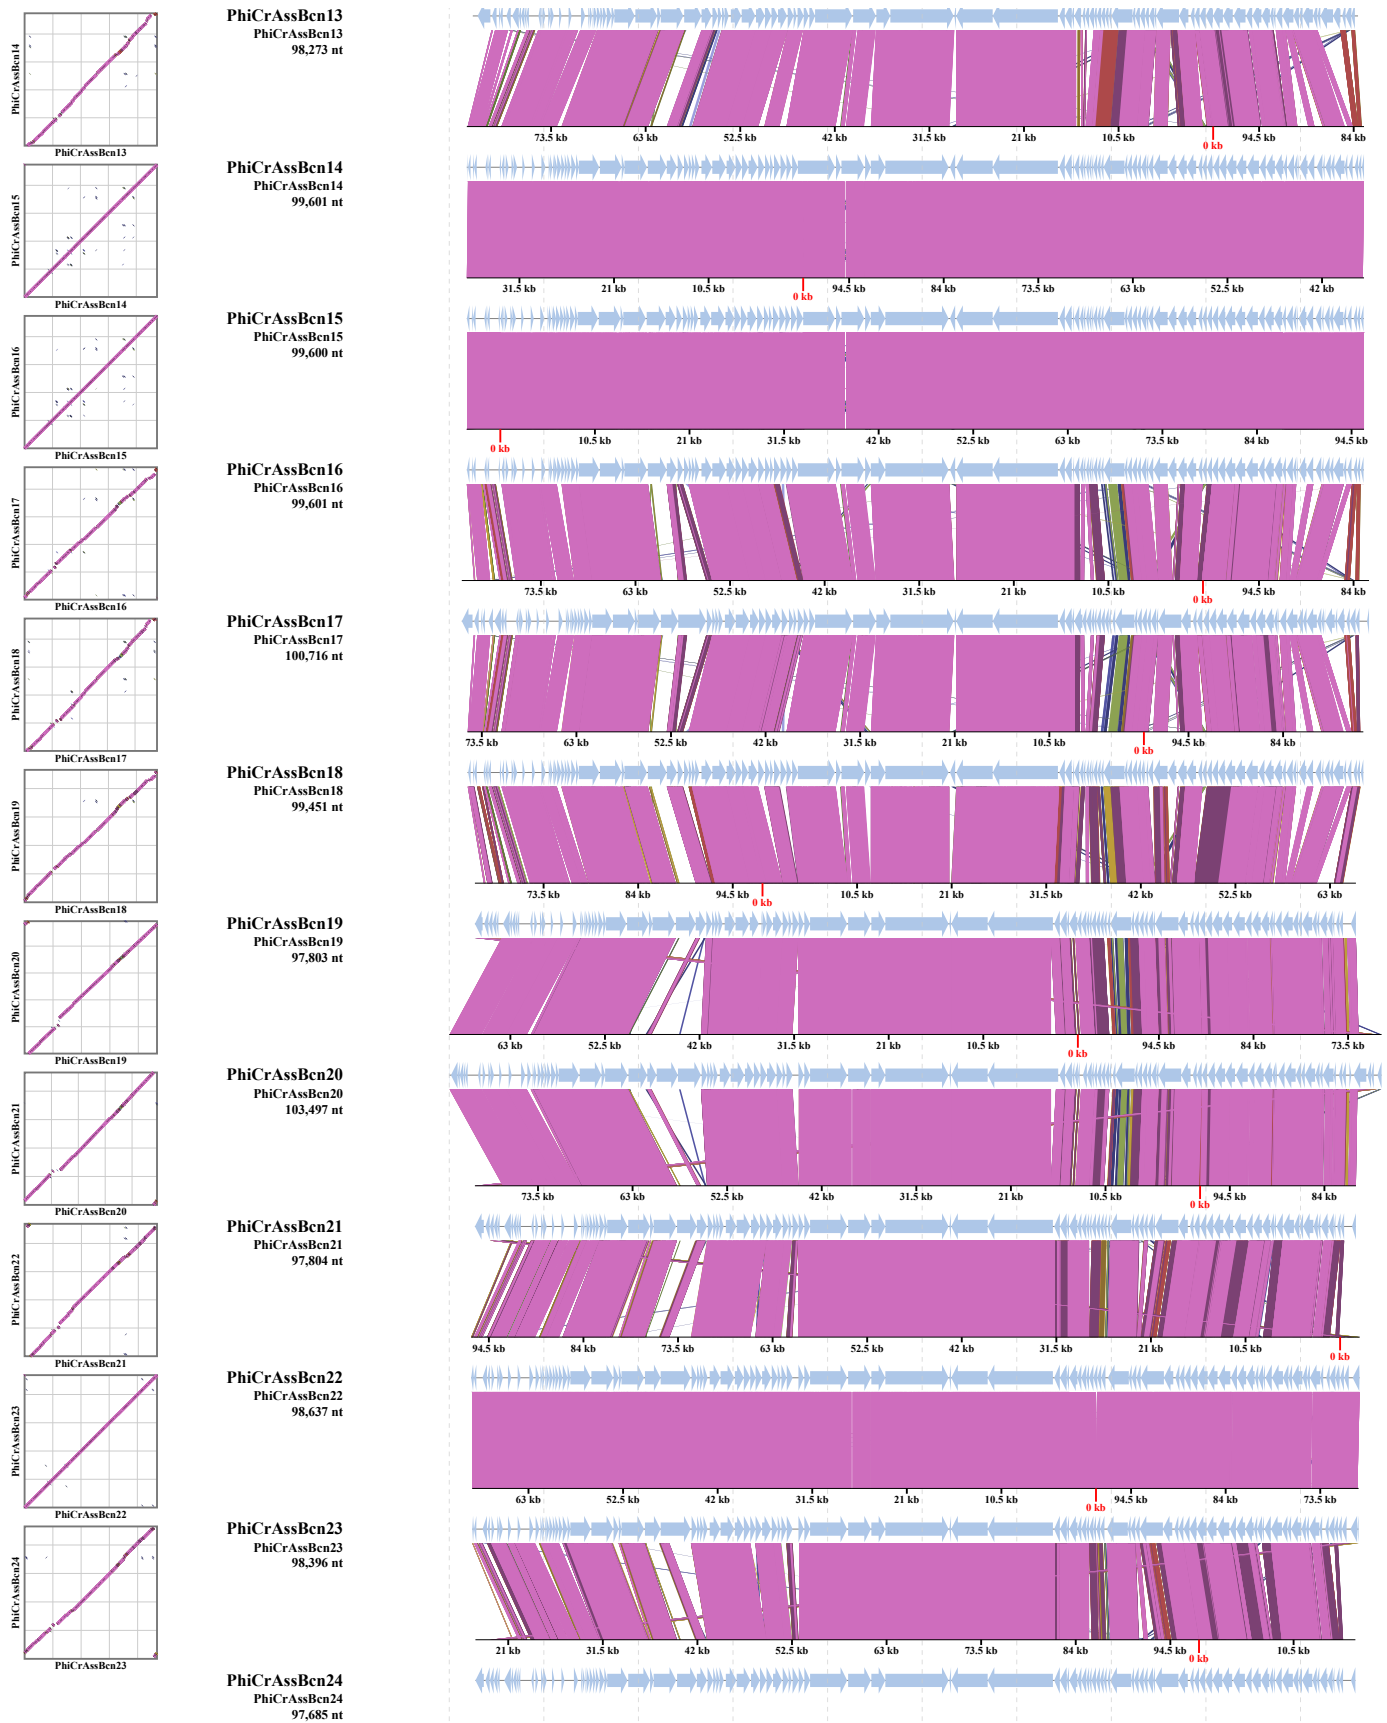 PhiCrAssBcn13
PhiCrAssBcn13
98,273 nt
PhiCrAssBcn14
PhiCrAssBcn13
73.5 kb 63 kb 52.5 kb 42 kb 31.5 kb 21 kb 10.5 kb 0 kb 94.5 kb 84 kb
PhiCrAssBcn14
PhiCrAssBcn14
99,601 nt
PhiCrAssBcn15
PhiCrAssBcn14
31.5 kb 21 kb 10.5 kb 0 kb 94.5 kb 84 kb 73.5 kb 63 kb 52.5 kb 42 kb
PhiCrAssBcn15
PhiCrAssBcn15
99,600 nt
PhiCrAssBcn16
PhiCrAssBcn15
0 kb 10.5 kb 21 kb 31.5 kb 42 kb 52.5 kb 63 kb 73.5 kb 84 kb 94.5 kb
PhiCrAssBcn16
PhiCrAssBcn16
99,601 nt
PhiCrAssBcn17
PhiCrAssBcn16
73.5 kb 63 kb 52.5 kb 42 kb 31.5 kb 21 kb 10.5 kb 0 kb 94.5 kb 84 kb
PhiCrAssBcn17
PhiCrAssBcn17
100,716 nt
PhiCrAssBcn18
PhiCrAssBcn17
73.5 kb 63 kb 52.5 kb 42 kb 31.5 kb 21 kb 10.5 kb 0 kb 94.5 kb 84 kb
PhiCrAssBcn18
PhiCrAssBcn18
99,451 nt
PhiCrAssBcn19
PhiCrAssBcn18
73.5 kb 84 kb 94.5 kb 0 kb 10.5 kb 21 kb 31.5 kb 42 kb 52.5 kb 63 kb
PhiCrAssBcn19
PhiCrAssBcn19
97,803 nt
PhiCrAssBcn20
PhiCrAssBcn19
63 kb 52.5 kb 42 kb 31.5 kb 21 kb 10.5 kb 0 kb 94.5 kb 84 kb 73.5 kb
PhiCrAssBcn20
PhiCrAssBcn20
103,497 nt
PhiCrAssBcn21
PhiCrAssBcn20
73.5 kb 63 kb 52.5 kb 42 kb 31.5 kb 21 kb 10.5 kb 0 kb 94.5 kb 84 kb
PhiCrAssBcn21
PhiCrAssBcn21
97,804 nt
PhiCrAssBcn22
PhiCrAssBcn21
94.5 kb 84 kb 73.5 kb 63 kb 52.5 kb 42 kb 31.5 kb 21 kb 10.5 kb 0 kb
PhiCrAssBcn22
PhiCrAssBcn22
98,637 nt
PhiCrAssBcn23
PhiCrAssBcn22
63 kb 52.5 kb 42 kb 31.5 kb 21 kb 10.5 kb 0 kb 94.5 kb 84 kb 73.5 kb
PhiCrAssBcn23
PhiCrAssBcn23
98,396 nt
PhiCrAssBcn24
PhiCrAssBcn23
21 kb 31.5 kb 42 kb 52.5 kb 63 kb 73.5 kb 84 kb 94.5 kb 0 kb 10.5 kb
PhiCrAssBcn24
PhiCrAssBcn24
97,685 nt